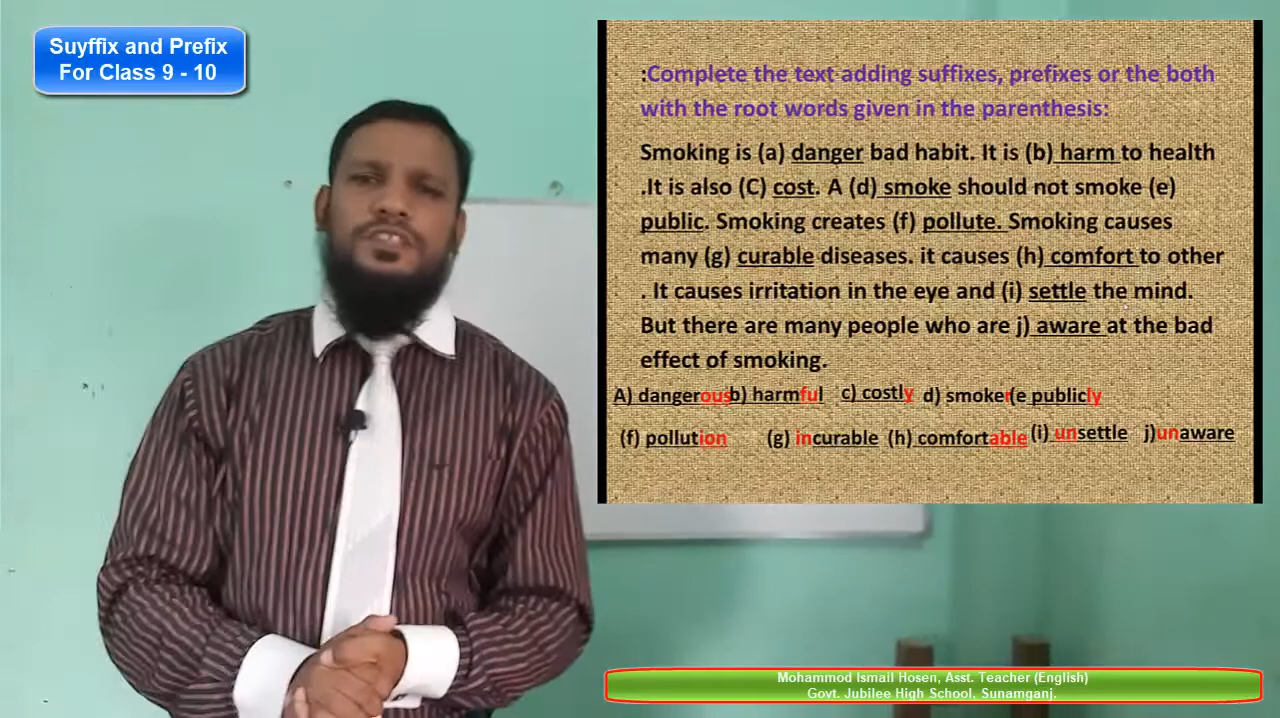 Suyffix and Prefix
For Class 9 - 10
:Complete the text adding suffixes, prefixes or the both
with the root words given in the parenthesis:
Smoking is (a) danger bad habit. It is (b) harm to health
.It is also (C) cost. A (d) smoke should not smoke (e)
public. Smoking creates (f) pollute. Smoking causes
many (g) curable diseases. it causes (h) comfort to other
. It causes irritation in the eye and (i) settle the mind.
But there are many people who are j) aware at the bad
effect of smoking.
A) dangerous b) harmful c) costly d) smoker (e publicly
(f) pollution (g) incurable (h) comfortable (i) unsettle j)unaware
Mohammod Ismail Hosen, Asst. Teacher (English)
Govt. Jubilee High School, Sunamganj.